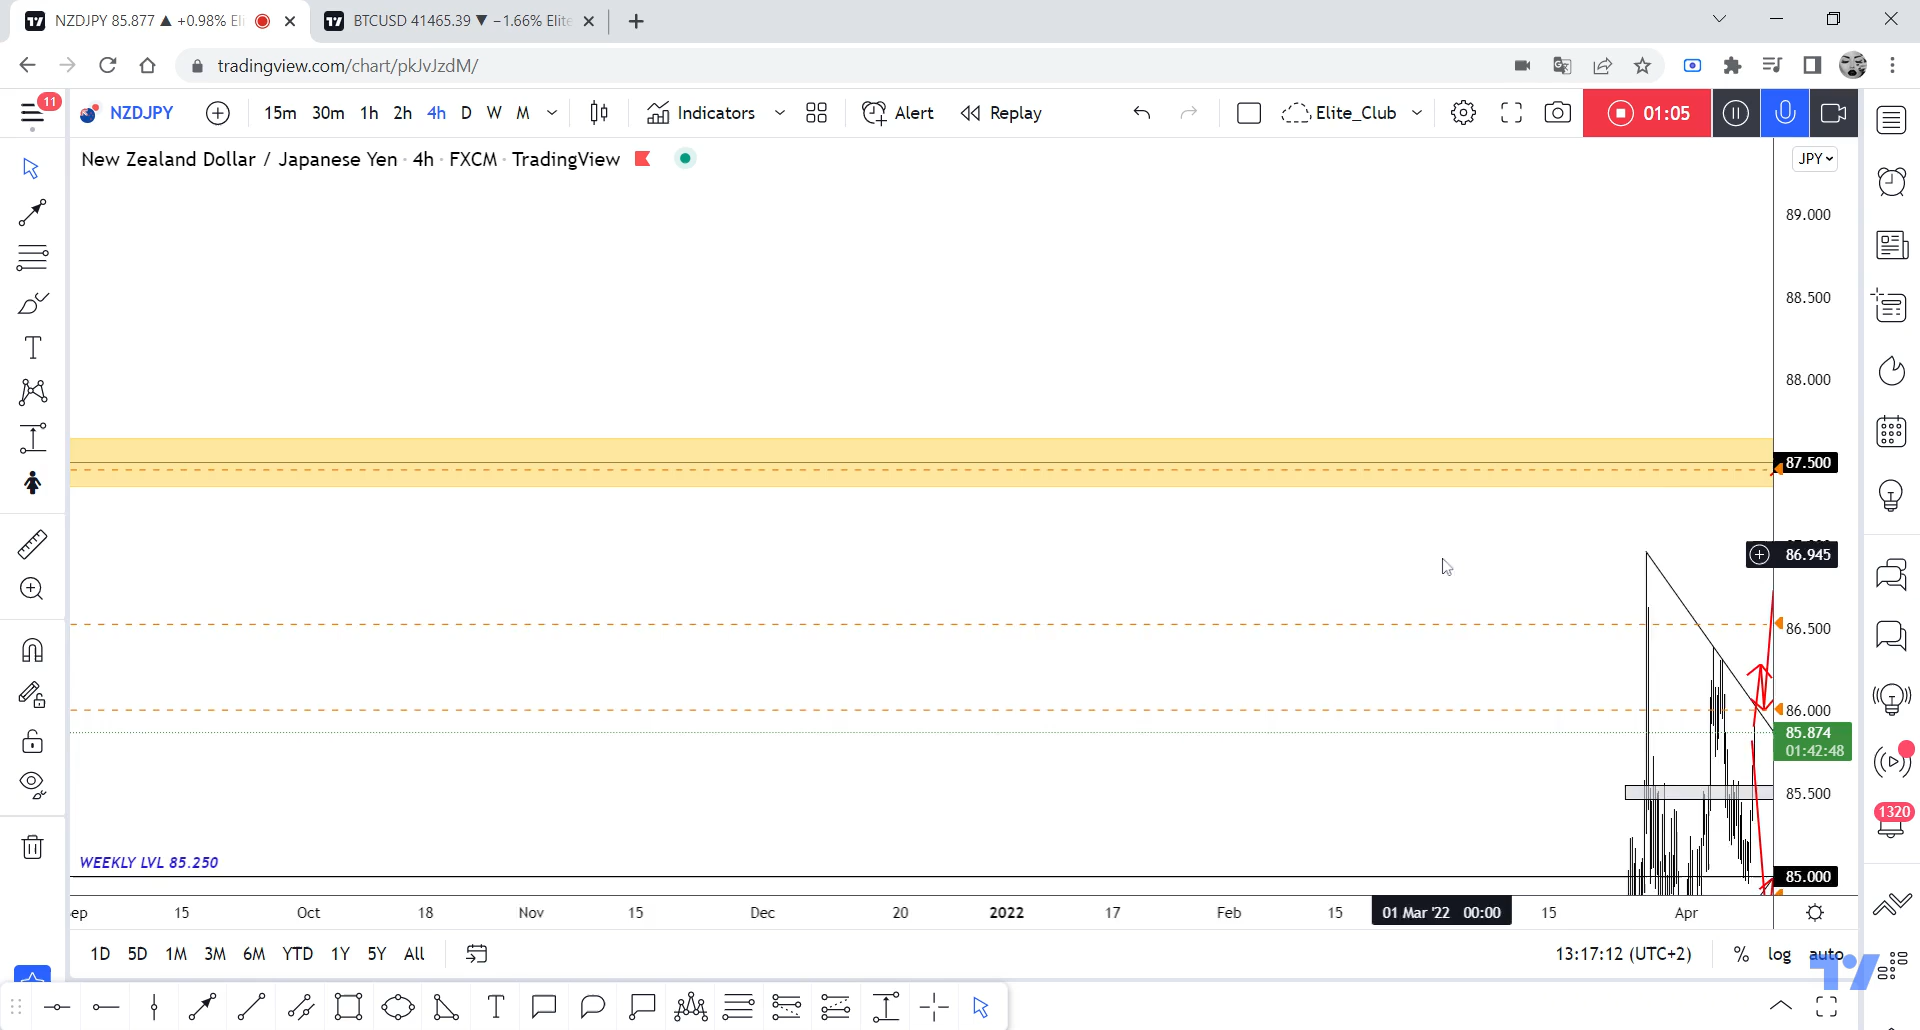 NZDJPY 85.877 ▲ +0.98% Eli
BTCUSD 41465.39 ▼ −1.66% Elite
tradingview.com/chart/pkJvJzdM/
11
NZDJPY
15m 30m 1h 2h 4h D W M
Indicators
Alert
Replay
Elite_Club
01:05
New Zealand Dollar / Japanese Yen · 4h · FXCM · TradingView
JPY
89.000
88.500
88.000
87.500
86.945
86.500
86.000
85.874
01:42:48
85.500
1320
WEEKLY LVL 85.250
85.000
ep 15 Oct 18 Nov 15 Dec 20 2022 17 Feb 15 01 Mar '22 00:00 15 Apr
1D 5D 1M 3M 6M YTD 1Y 5Y All
13:17:12 (UTC+2) % log auto